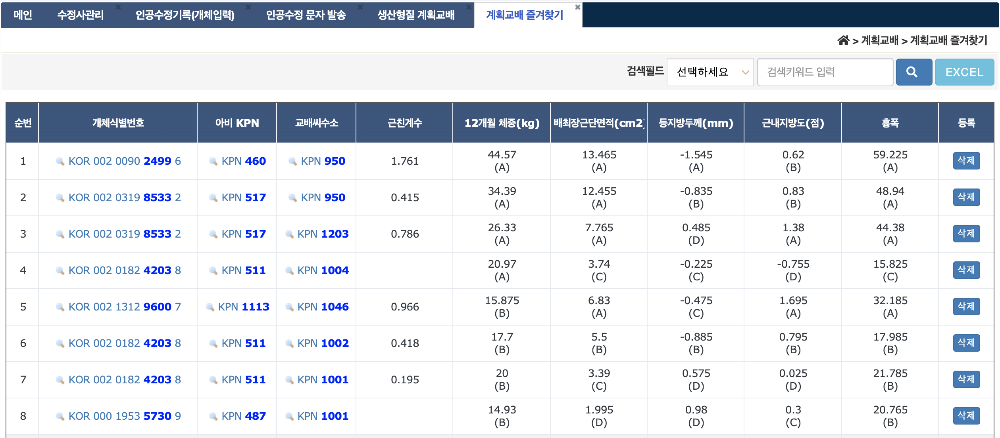 메인 수정사관리 인공수정기록(개체입력) 인공수정 문자 발송 생산형질 계획교배 계획교배 즐겨찾기
> 계획교배 > 계획교배 즐겨찾기
검색필드 선택하세요 검색키워드 입력 EXCEL
순번 개체식별번호 아비 KPN 교배씨수소 근친계수 12개월 체중(kg) 배최장근단면적(cm2) 등지방두께(mm) 근내지방도(점) 흉폭 등록
1 KOR 002 0090 2499 6 KPN 460 KPN 950 1.761 44.57 (A) 13.465 (A) -1.545 (A) 0.62 (B) 59.225 (A) 삭제
2 KOR 002 0319 8533 2 KPN 517 KPN 950 0.415 34.39 (A) 12.455 (A) -0.835 (B) 0.83 (B) 48.94 (A) 삭제
3 KOR 002 0319 8533 2 KPN 517 KPN 1203 0.786 26.33 (A) 7.765 (A) 0.485 (D) 1.38 (A) 44.38 (A) 삭제
4 KOR 002 0182 4203 8 KPN 511 KPN 1004 20.97 (A) 3.74 (C) -0.225 (C) -0.755 (D) 15.825 (C) 삭제
5 KOR 002 1312 9600 7 KPN 1113 KPN 1046 0.966 15.875 (B) 6.83 (A) -0.475 (C) 1.695 (A) 32.185 (A) 삭제
6 KOR 002 0182 4203 8 KPN 511 KPN 1002 0.418 17.7 (B) 5.5 (B) -0.885 (B) 0.795 (B) 17.985 (B) 삭제
7 KOR 002 0182 4203 8 KPN 511 KPN 1001 0.195 20 (B) 3.39 (C) 0.575 (D) 0.025 (D) 21.785 (B) 삭제
8 KOR 000 1953 5730 9 KPN 487 KPN 1001 14.93 (B) 1.995 (D) 0.98 (D) 0.3 (C) 20.765 (B) 삭제